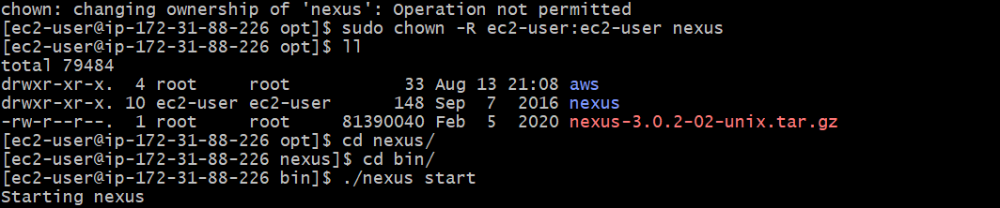 chown: changing ownership of 'nexus': Operation not permitted
[ec2-user@ip-172-31-88-226 opt]$ sudo chown -R ec2-user:ec2-user nexus
[ec2-user@ip-172-31-88-226 opt]$ ll
total 79484
drwxr-xr-x.  4 root     root           33 Aug 13 21:08 aws
drwxr-xr-x. 10 ec2-user ec2-user      148 Sep  7  2016 nexus
-rw-r--r--.  1 root     root     81390040 Feb  5  2020 nexus-3.0.2-02-unix.tar.gz
[ec2-user@ip-172-31-88-226 opt]$ cd nexus/
[ec2-user@ip-172-31-88-226 nexus]$ cd bin/
[ec2-user@ip-172-31-88-226 bin]$ ./nexus start
Starting nexus